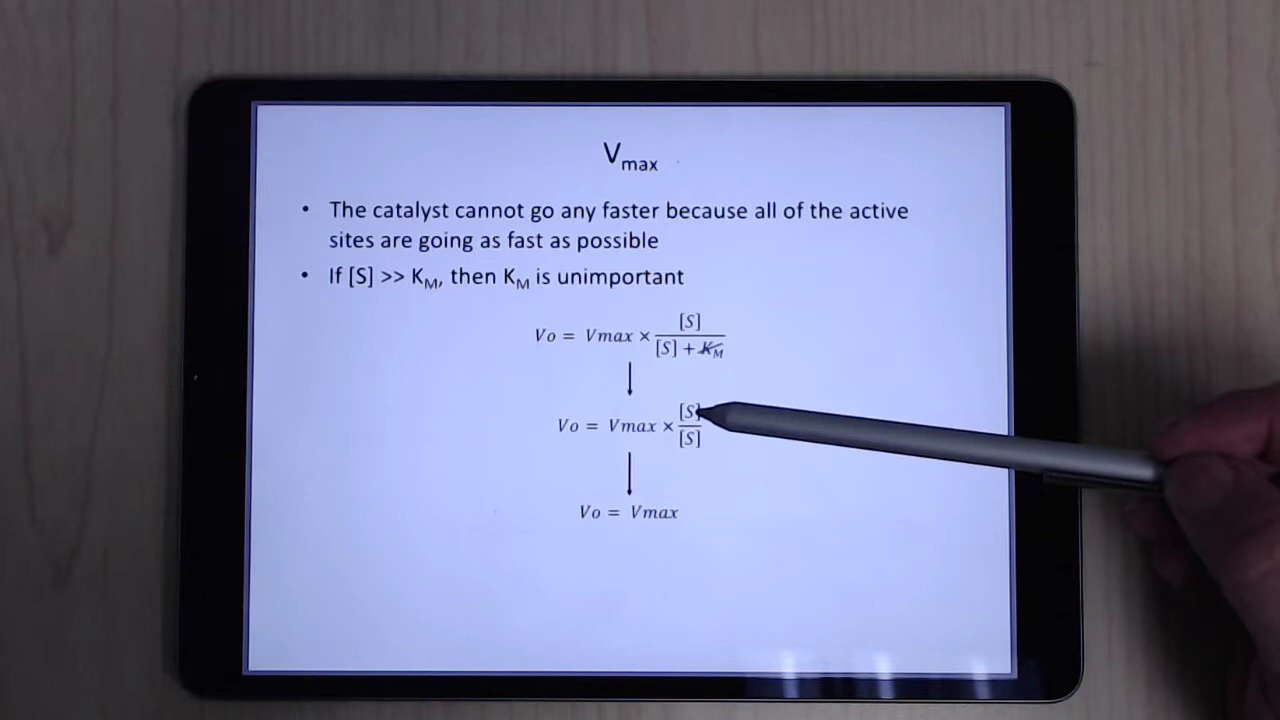 Vmax
• The catalyst cannot go any faster because all of the active
sites are going as fast as possible
• If [S] >> KM, then KM is unimportant
Vo = Vmax × [S] / [S] + KM
Vo = Vmax × [S] / [S]
Vo = Vmax